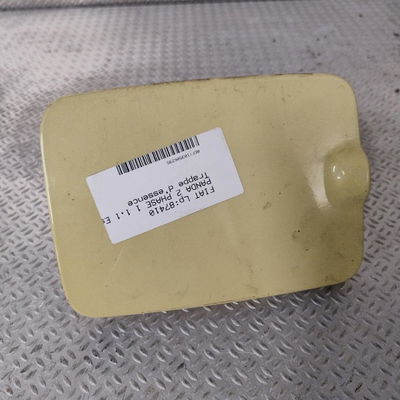 FIAT Lp:87410
PANDA 2 PHASE 1 1.1 E
Trappe d'essence